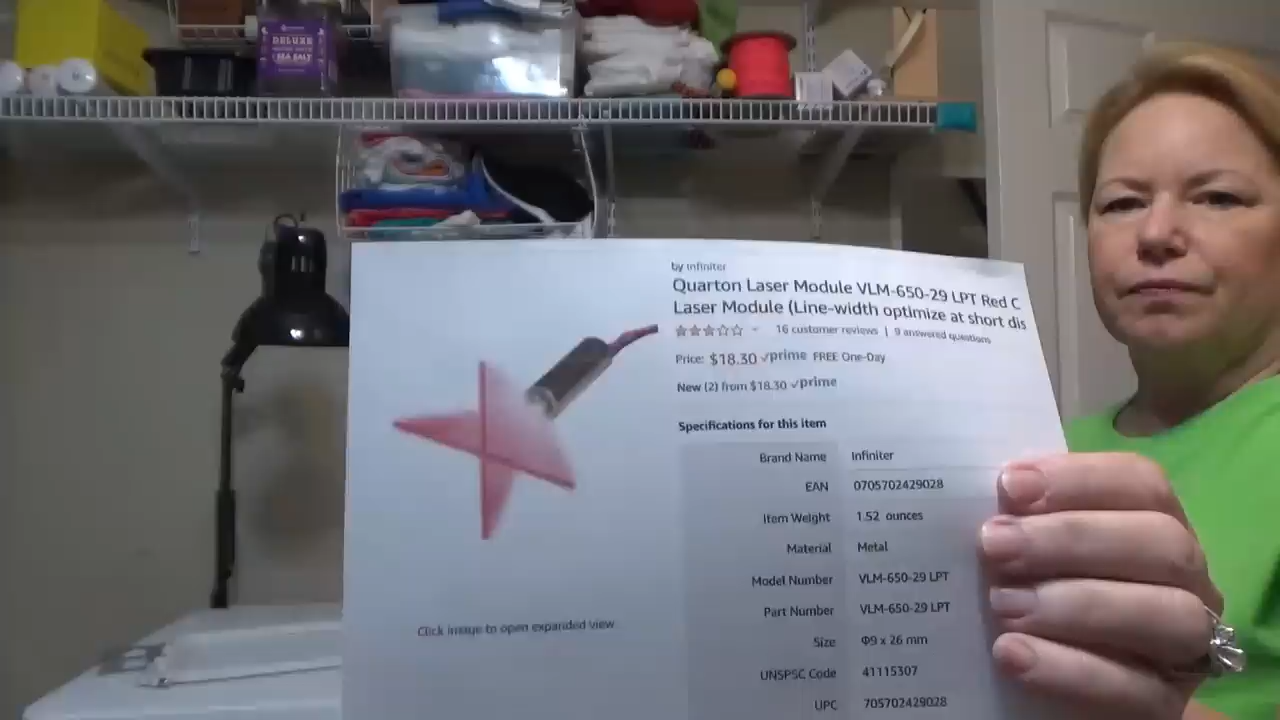 DELUXE
SEA SALT
by Infiniter
Quarton Laser Module VLM-650-29 LPT Red C
Laser Module (Line-width optimize at short dis
16 customer reviews | 9 answered questions
Price: $18.30 ✓prime FREE One-Day
New (2) from $18.30 ✓prime
Specifications for this item
Brand Name Infiniter
EAN 0705702429028
Item Weight 1.52 ounces
Material Metal
Model Number VLM-650-29 LPT
Part Number VLM-650-29 LPT
Size Φ9 x 26 mm
UNSPSC Code 41115307
UPC 705702429028
Click image to open expanded view